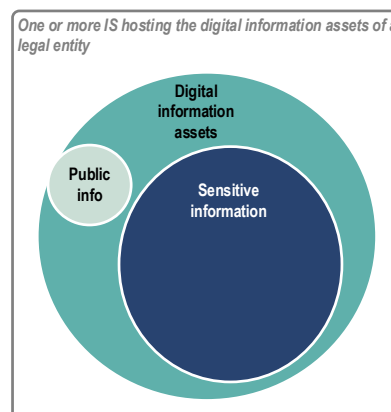 One or more IS hosting the digital information assets of
legal entity
Digital
information
assets
Public
info
Sensitive
information